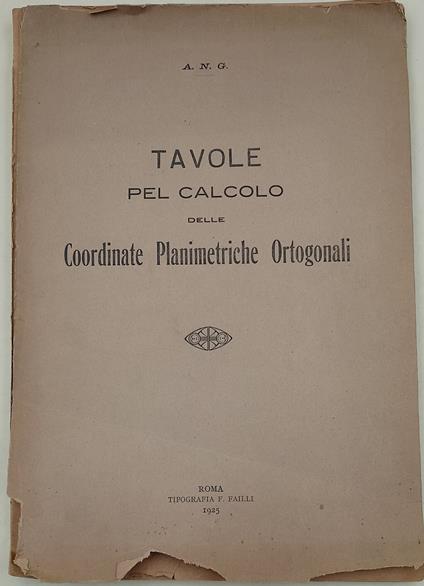 A. N. G.
TAVOLE
PEL CALCOLO
DELLE
Coordinate Planimetriche Ortogonali
ROMA
TIPOGRAFIA F. FAILLI
1925